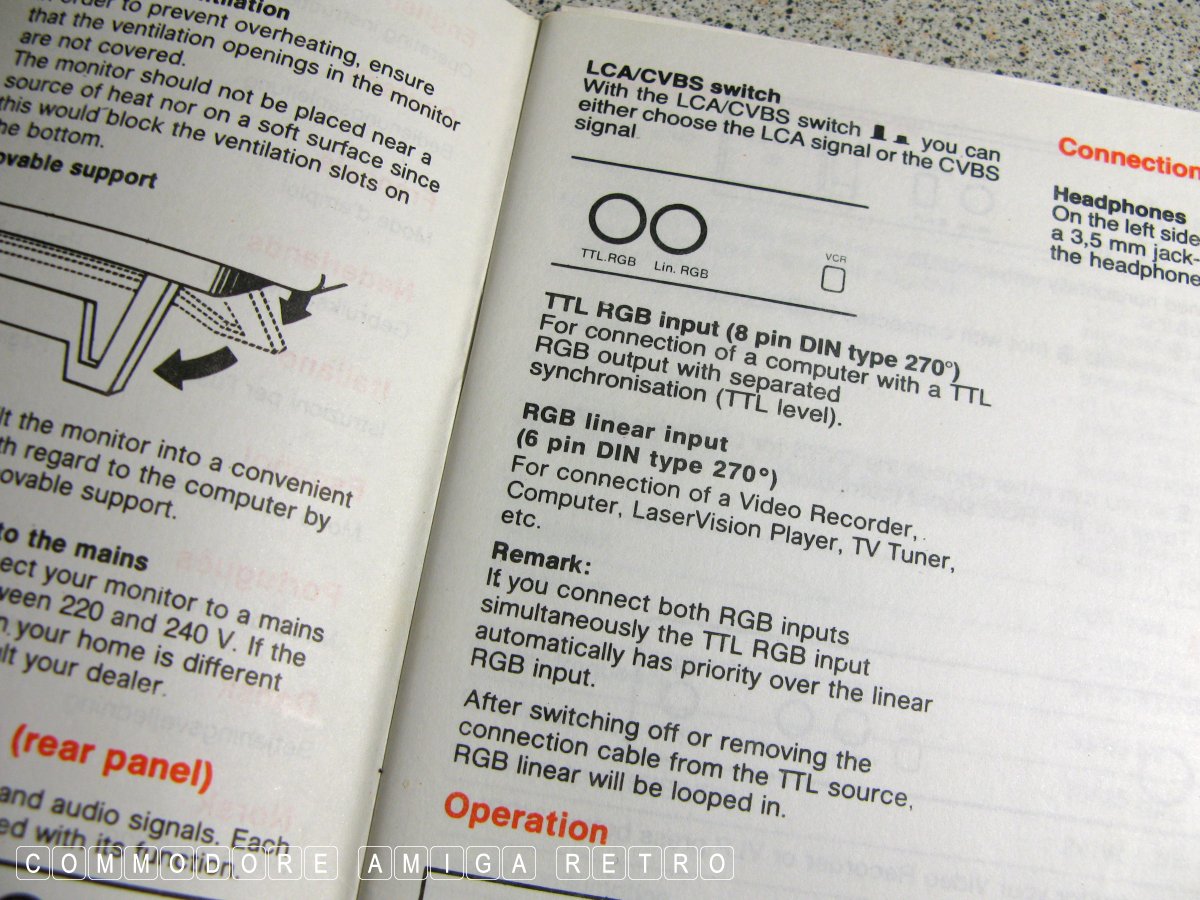 ntilation
order to prevent overheating, ensure
that the ventilation openings in the monitor
are not covered.
The monitor should not be placed near a
source of heat nor on a soft surface since
this would block the ventilation slots on
he bottom.
ovable support
lt the monitor into a convenient
th regard to the computer by
ovable support.
to the mains
ect your monitor to a mains
ween 220 and 240 V. If the
n your home is different
ult your dealer.
(rear panel)
and audio signals. Each
ed with its function.
LCA/CVBS switch
With the LCA/CVBS switch you can
either choose the LCA signal or the CVBS
signal.
TTL.RGB Lin. RGB
VCR
TTL RGB input (8 pin DIN type 270°)
For connection of a computer with a TTL
RGB output with separated
synchronisation (TTL level).
RGB linear input
(6 pin DIN type 270°)
For connection of a Video Recorder,
Computer, LaserVision Player, TV Tuner,
etc.
Remark:
If you connect both RGB inputs
simultaneously the TTL RGB input
automatically has priority over the linear
RGB input.
After switching off or removing the
connection cable from the TTL source,
RGB linear will be looped in.
Operation
Connection
Headphones
On the left side
a 3,5 mm jack-
the headphone
COMMODORE AMIGA RETRO